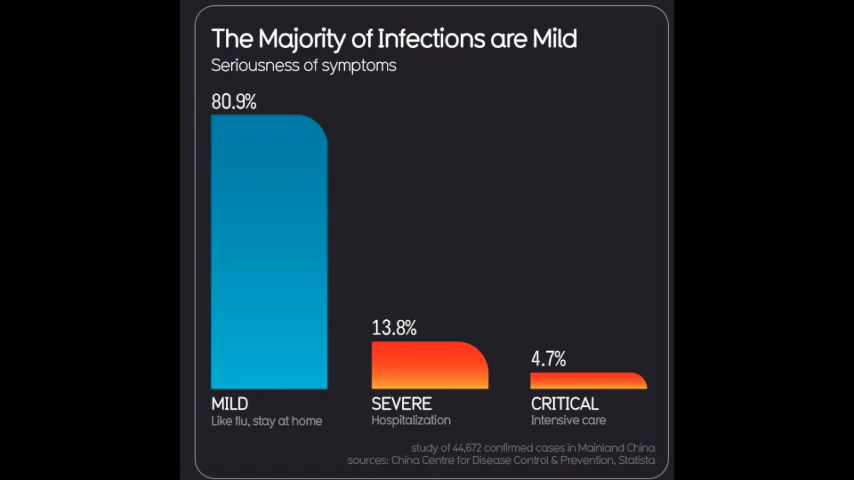 The Majority of Infections are Mild
Seriousness of symptoms
80.9%
13.8%
4.7%
MILD
Like flu, stay at home
SEVERE
Hospitalization
CRITICAL
Intensive care
study of 44,672 confirmed cases in Mainland China
sources: China Centre for Disease Control & Prevention, Statista